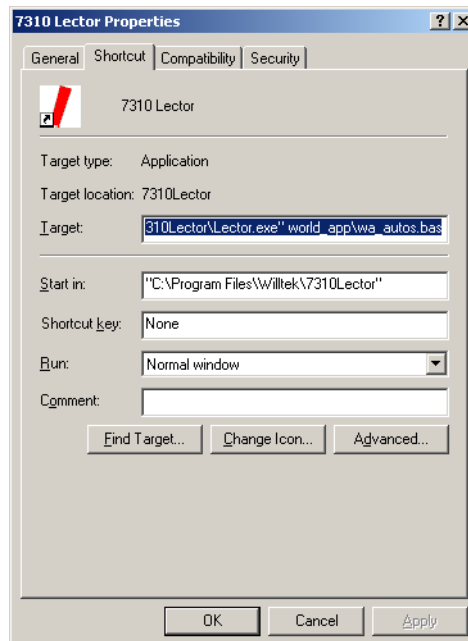 7310 Lector Properties
General Shortcut Compatibility Security
7310 Lector
Target type: Application
Target location: 7310Lector
Target: 310Lector\Lector.exe" world_app\wa_autos.bas
Start in: "C:\Program Files\Willtek\7310Lector"
Shortcut key: None
Run: Normal window
Comment:
Find Target... Change Icon... Advanced...
OK Cancel Apply